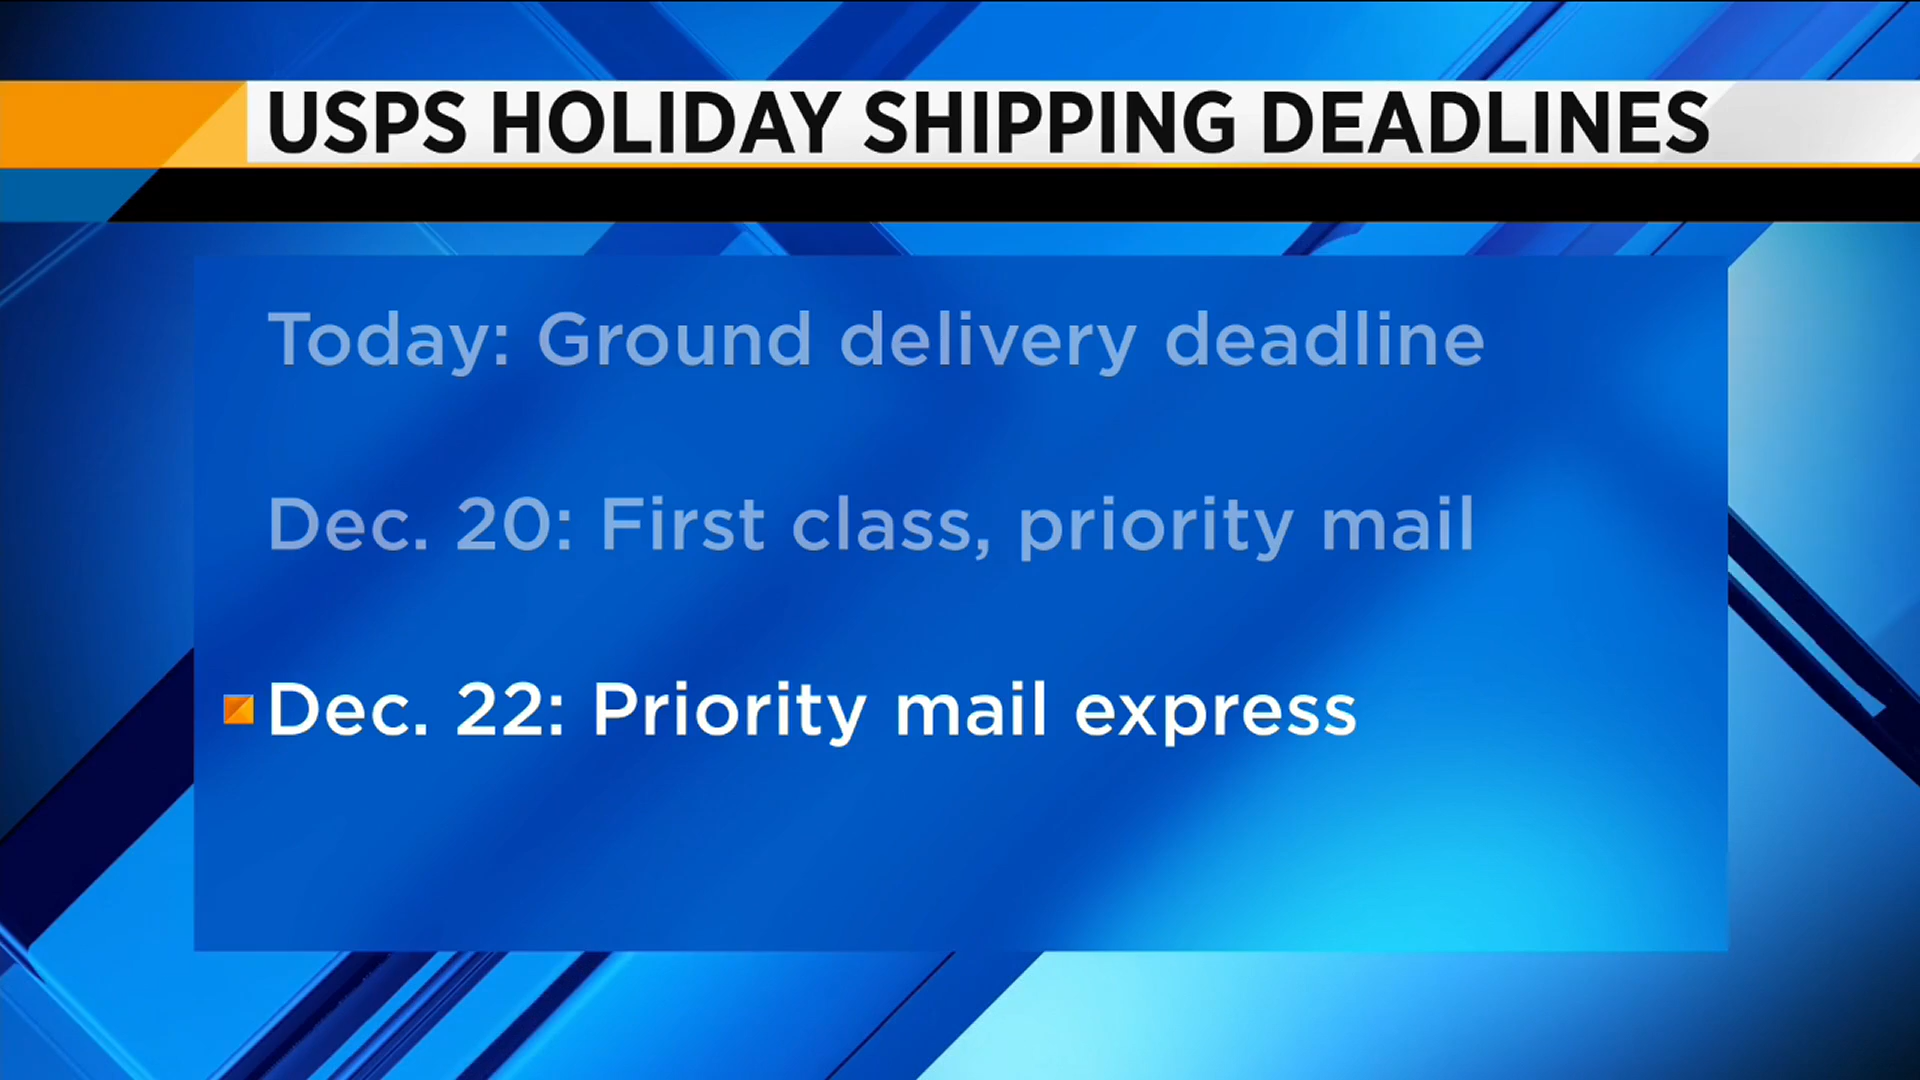 USPS HOLIDAY SHIPPING DEADLINES
Today: Ground delivery deadline
Dec. 20: First class, priority mail
Dec. 22: Priority mail express